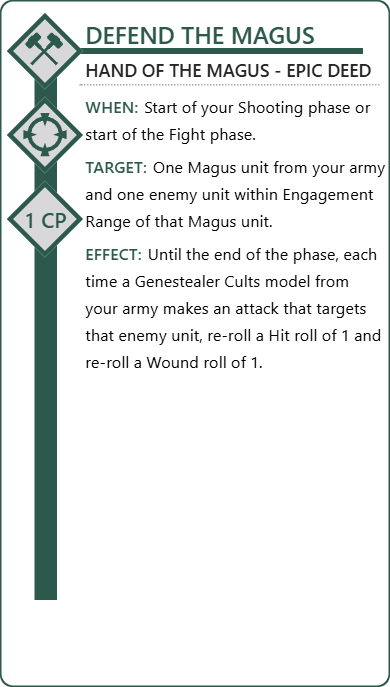 DEFEND THE MAGUS
HAND OF THE MAGUS - EPIC DEED
WHEN: Start of your Shooting phase or
start of the Fight phase.
TARGET: One Magus unit from your army
and one enemy unit within Engagement
Range of that Magus unit.
1 CP
EFFECT: Until the end of the phase, each
time a Genestealer Cults model from
your army makes an attack that targets
that enemy unit, re-roll a Hit roll of 1 and
re-roll a Wound roll of 1.